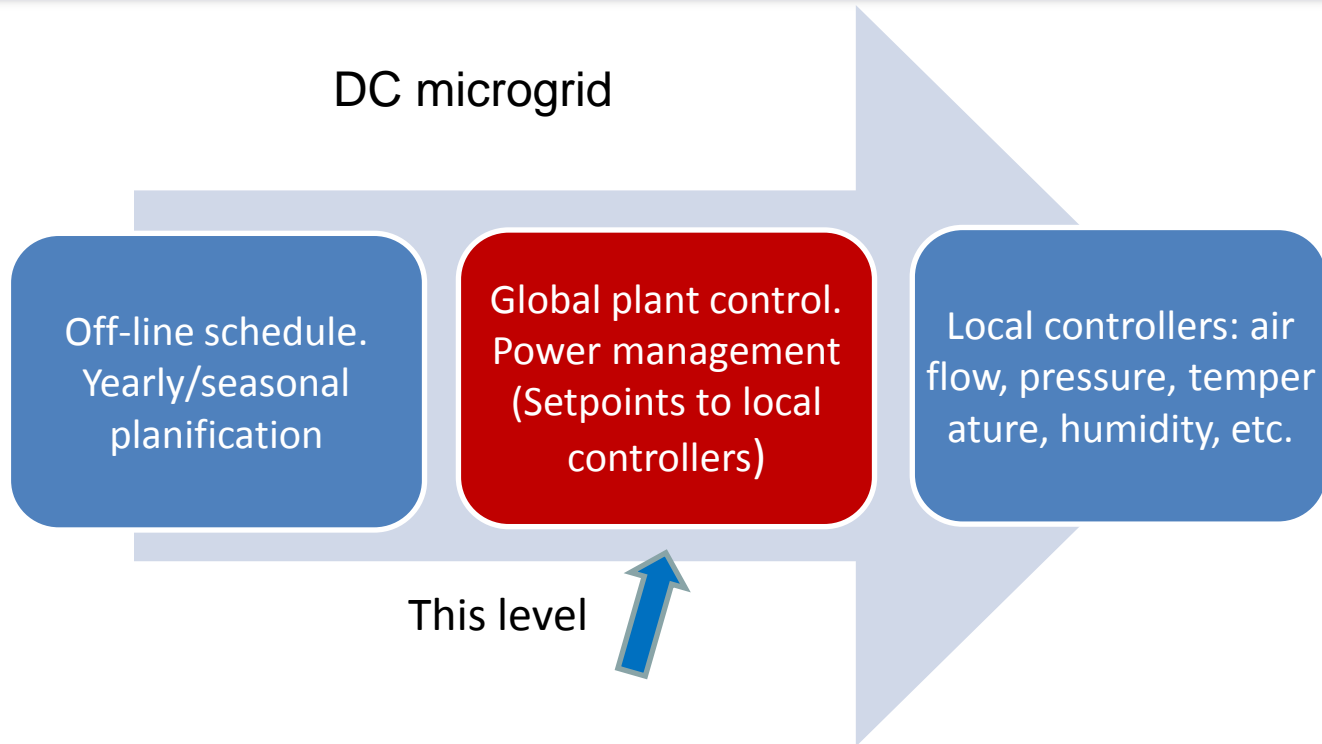 DC microgrid
Off-line schedule.
Yearly/seasonal
planification
Global plant control.
Power management
(Setpoints to local
controllers)
Local controllers: air
flow, pressure, temper
ature, humidity, etc.
This level